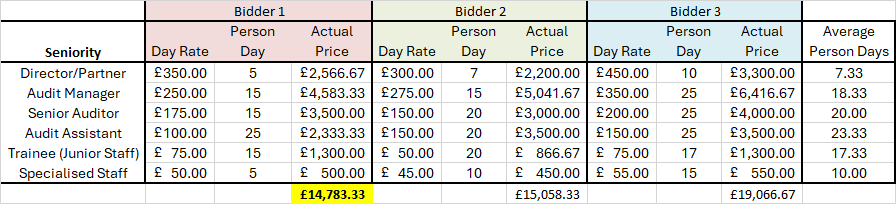 Bidder 1 Bidder 2 Bidder 3
Person Actual Person Actual Person Actual Average
Seniority Day Rate Day Price Day Rate Day Price Day Rate Day Price Person Days
Director/Partner £350.00 5 £2,566.67 £300.00 7 £2,200.00 £450.00 10 £3,300.00 7.33
Audit Manager £250.00 15 £4,583.33 £275.00 15 £5,041.67 £350.00 25 £6,416.67 18.33
Senior Auditor £175.00 15 £3,500.00 £150.00 20 £3,000.00 £200.00 25 £4,000.00 20.00
Audit Assistant £100.00 25 £2,333.33 £150.00 20 £3,500.00 £150.00 25 £3,500.00 23.33
Trainee (Junior Staff) £ 75.00 15 £1,300.00 £ 50.00 20 £ 866.67 £ 75.00 17 £1,300.00 17.33
Specialised Staff £ 50.00 5 £ 500.00 £ 45.00 10 £ 450.00 £ 55.00 15 £ 550.00 10.00
£14,783.33 £15,058.33 £19,066.67